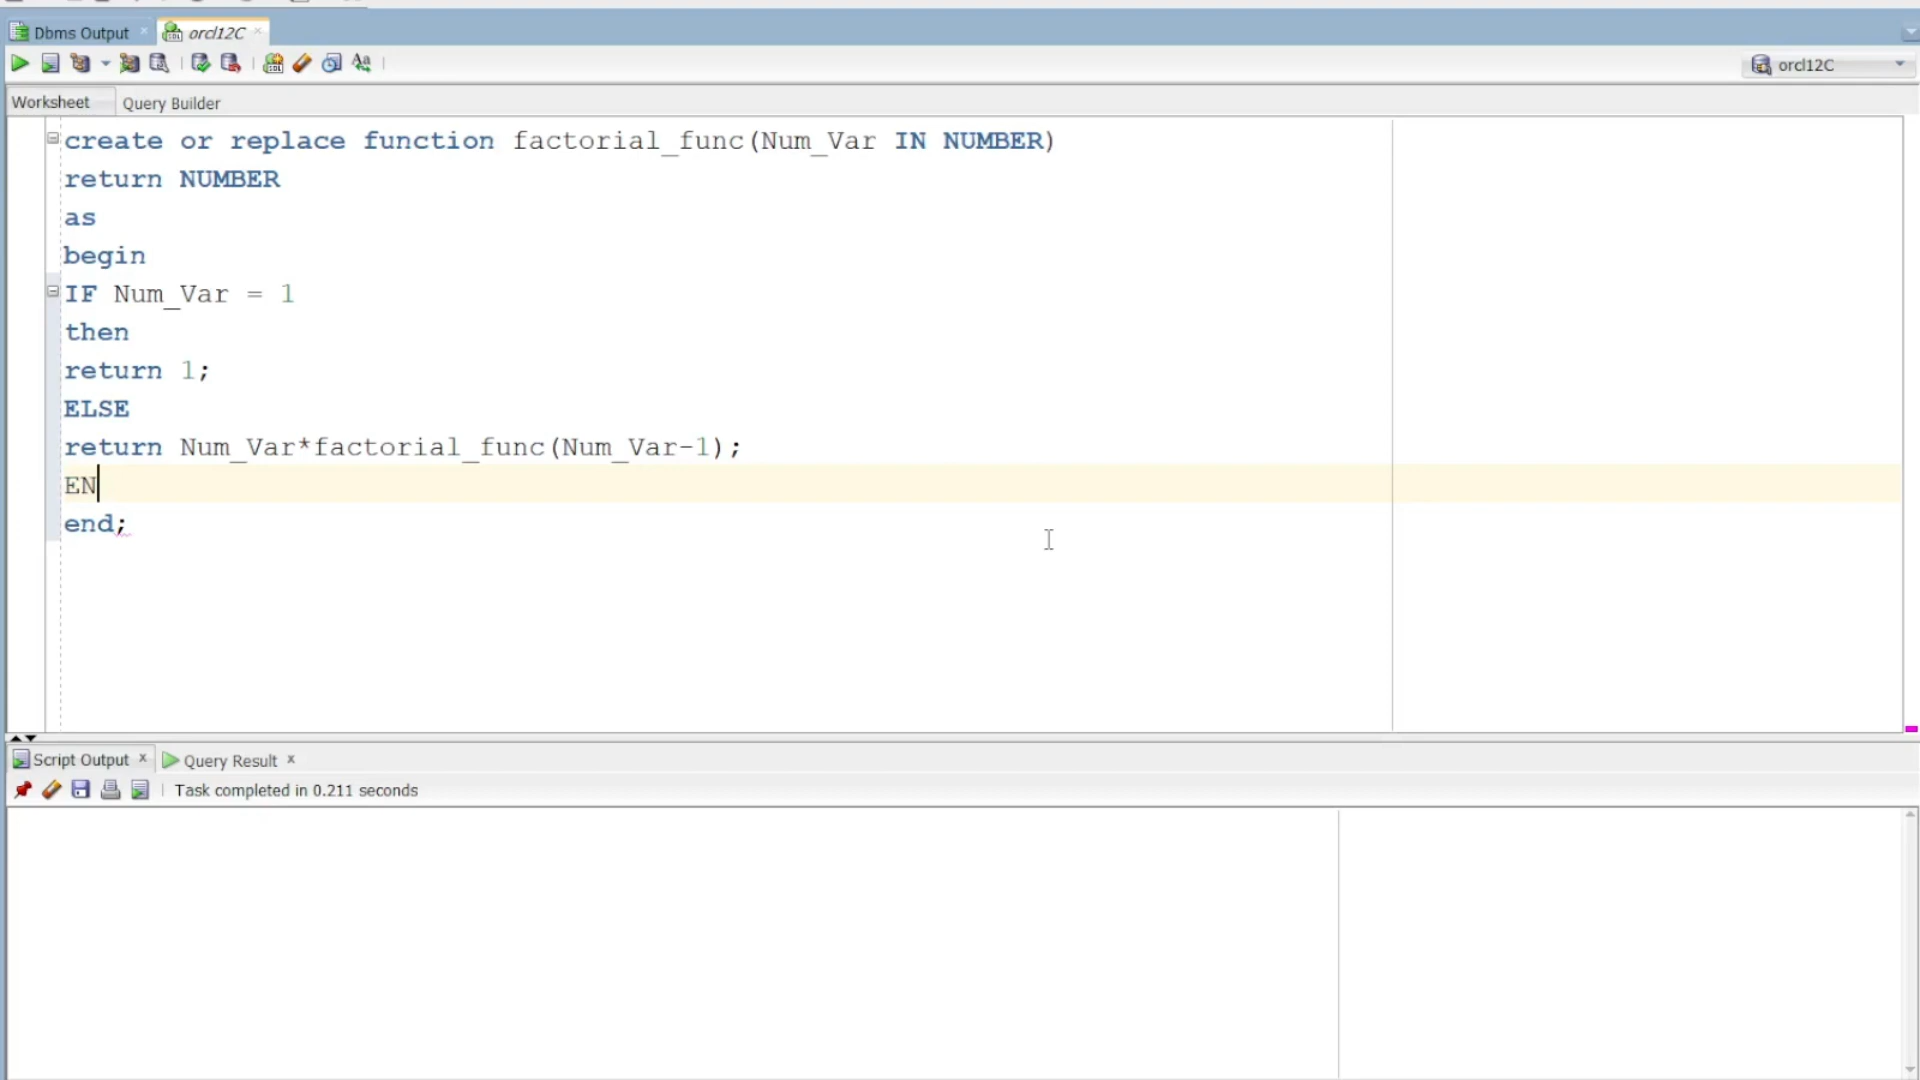 Dbms Output
orcl12C
orcl12C
Worksheet
Query Builder
create or replace function factorial_func(Num_Var IN NUMBER)
return NUMBER
as
begin
IF Num_Var = 1
then
return 1;
ELSE
return Num_Var*factorial_func(Num_Var-1);
EN
end;
Script Output
Query Result
Task completed in 0.211 seconds